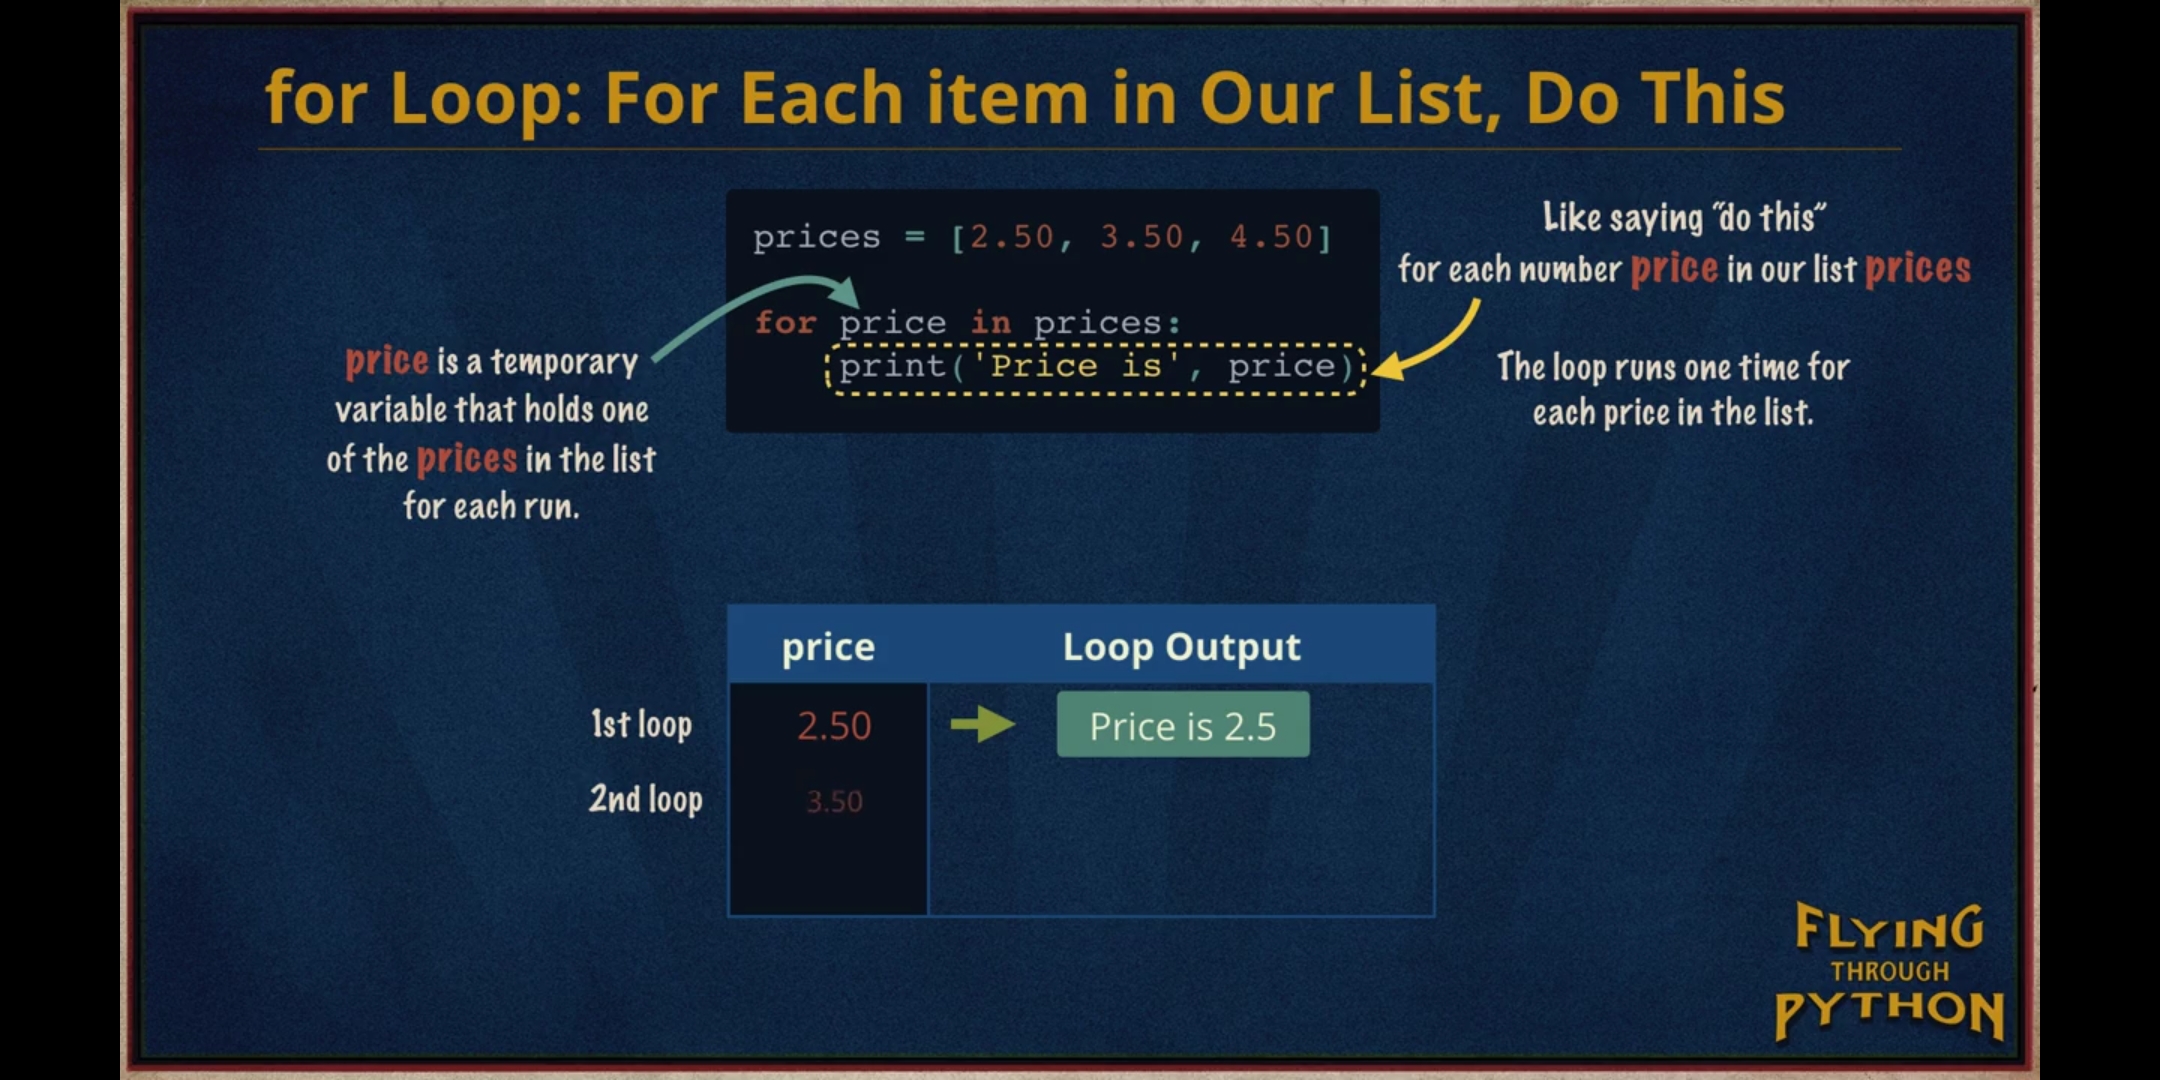 for Loop: For Each item in Our List, Do This
prices = [2.50, 3.50, 4.50]
for price in prices:
print('Price is', price)
Like saying “do this”
for each number price in our list prices
The loop runs one time for
each price in the list.
price is a temporary
variable that holds one
of the prices in the list
for each run.
price Loop Output
1st loop 2.50 Price is 2.5
2nd loop 3.50
FLYING
THROUGH
PYTHON